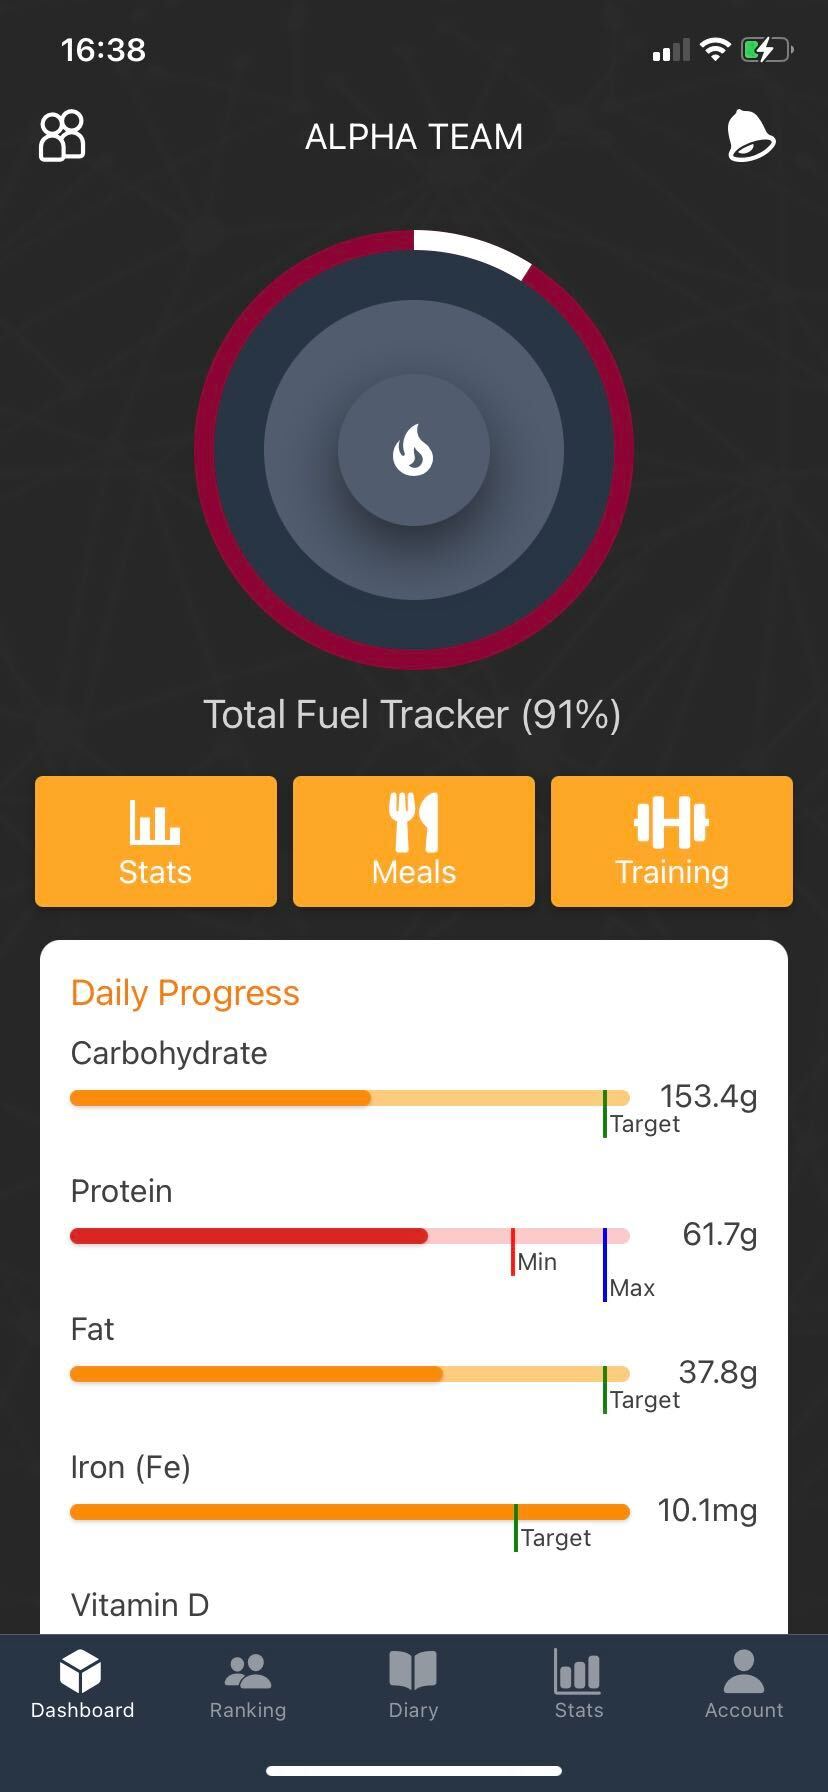 16:38
ALPHA TEAM
Total Fuel Tracker (91%)
Stats
Meals
Training
Daily Progress
Carbohydrate
153.4g
Target
Protein
61.7g
Min
Max
Fat
37.8g
Target
Iron (Fe)
10.1mg
Target
Vitamin D
Dashboard
Ranking
Diary
Stats
Account